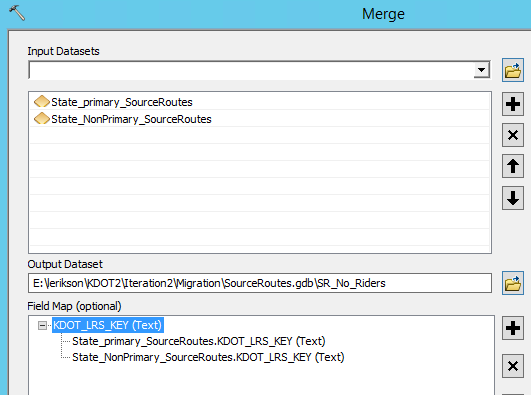 Merge
Input Datasets
State_primary_SourceRoutes
State_NonPrimary_SourceRoutes
Output Dataset
E:\lerikson\KDOT2\Iteration2\Migration\SourceRoutes.gdb\SR_No_Riders
Field Map (optional)
KDOT_LRS_KEY (Text)
State_primary_SourceRoutes.KDOT_LRS_KEY (Text)
State_NonPrimary_SourceRoutes.KDOT_LRS_KEY (Text)